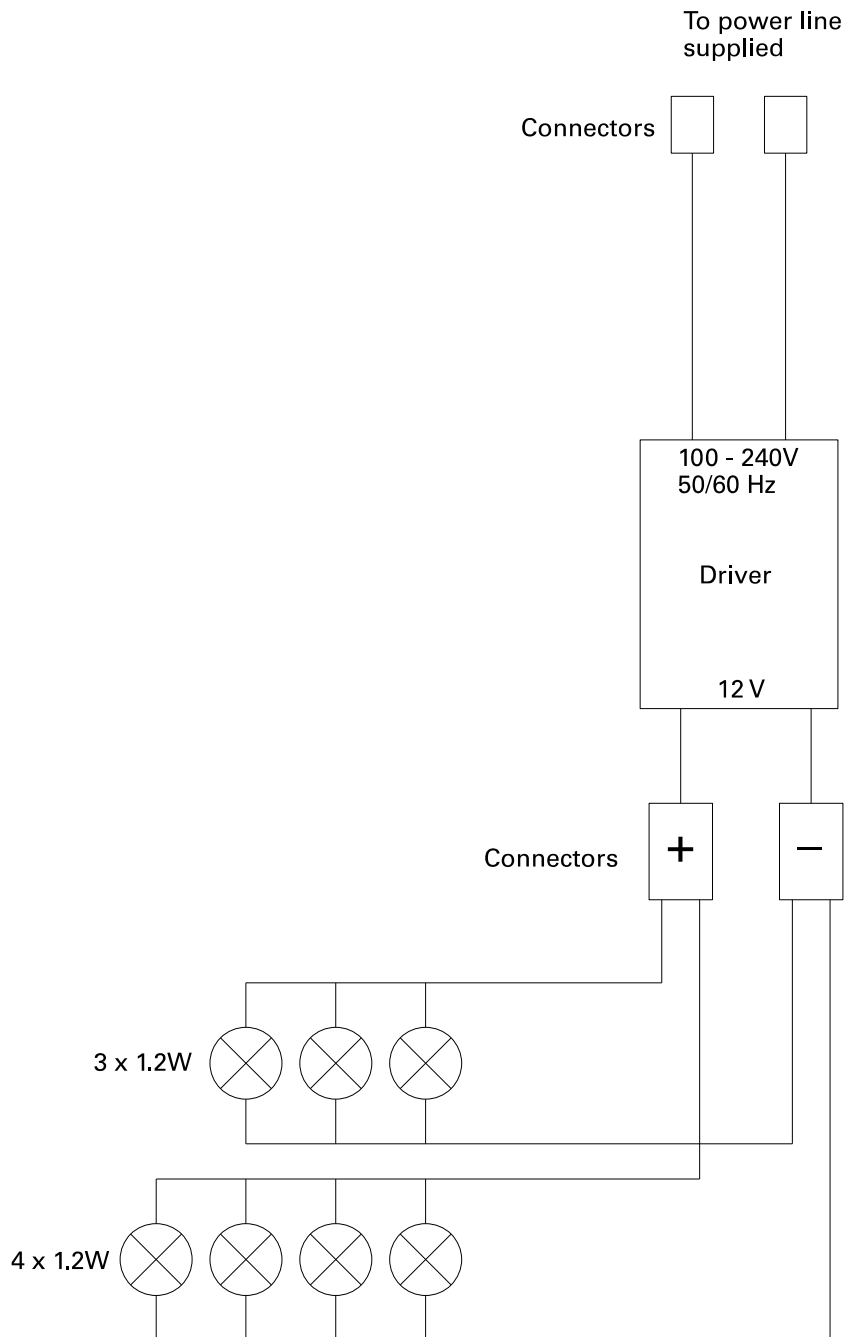 To power line
supplied
Connectors
100 - 240V
50/60 Hz
Driver
12 V
Connectors
+
−
3 x 1.2W
4 x 1.2W